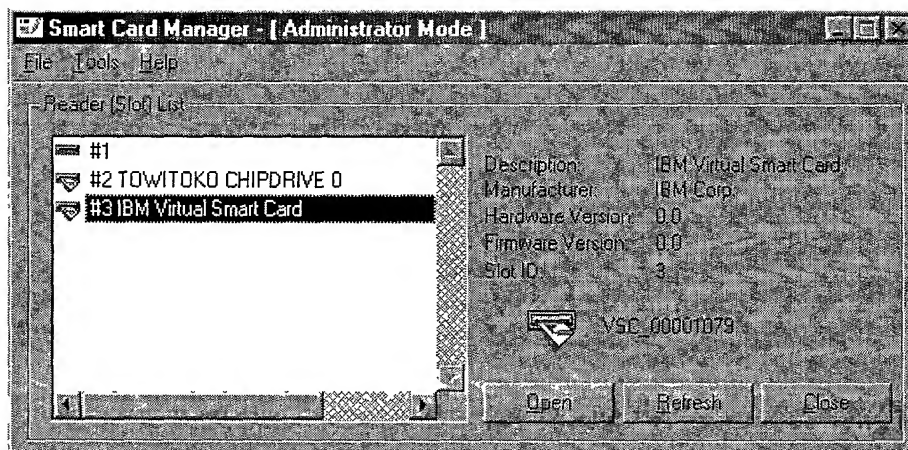 Smart Card Manager - [ Administrator Mode ]
File Tools Help
Reader (Slot) List
#1
#2 TOWITOKO CHIPDRIVE 0
#3 IBM Virtual Smart Card
Description: IBM Virtual Smart Card
Manufacturer: IBM Corp.
Hardware Version: 0.0
Firmware Version: 0.0
Slot ID: 3
VSC_00001079
Open Refresh Close